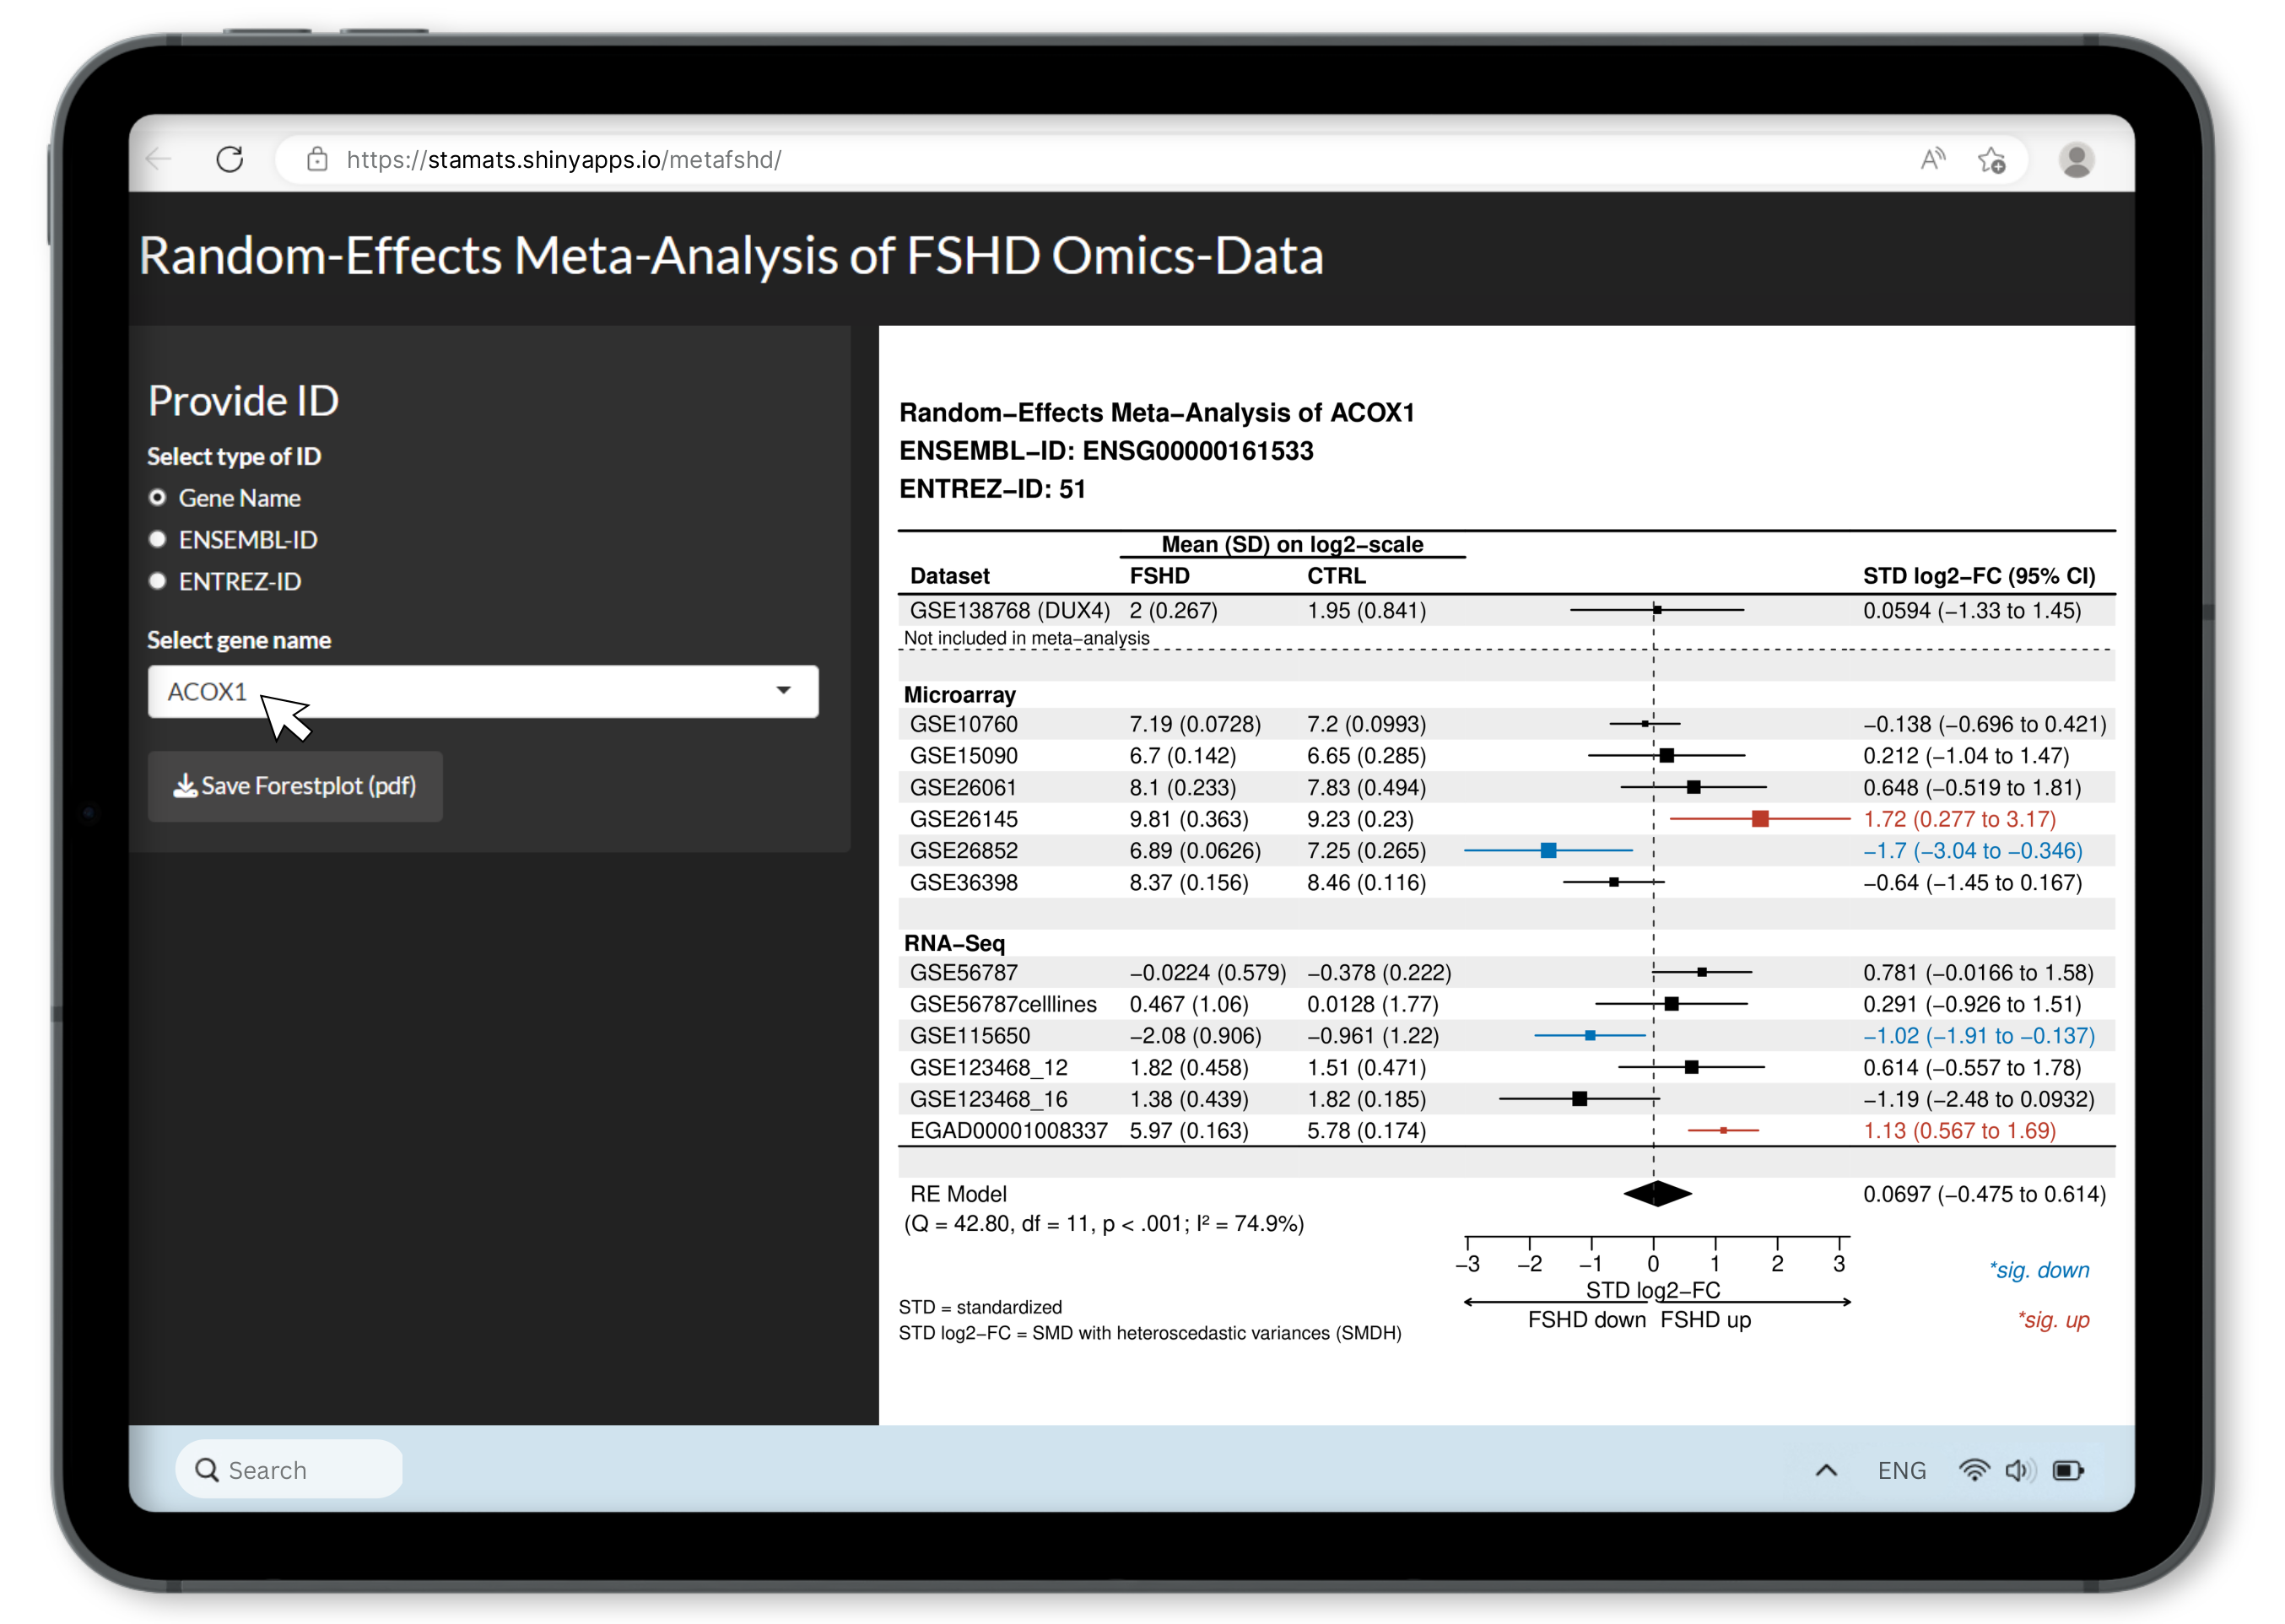 https://stamats.shinyapps.io/metafshd/
Random-Effects Meta-Analysis of FSHD Omics-Data
Provide ID
Select type of ID
Gene Name
ENSEMBL-ID
ENTREZ-ID
Select gene name
ACOX1
Save Forestplot (pdf)
Random–Effects Meta–Analysis of ACOX1
ENSEMBL–ID: ENSG00000161533
ENTREZ–ID: 51
Mean (SD) on log2–scale
Dataset FSHD CTRL STD log2–FC (95% CI)
GSE138768 (DUX4) 2 (0.267) 1.95 (0.841) 0.0594 (–1.33 to 1.45)
Not included in meta–analysis
Microarray
GSE10760 7.19 (0.0728) 7.2 (0.0993) –0.138 (–0.696 to 0.421)
GSE15090 6.7 (0.142) 6.65 (0.285) 0.212 (–1.04 to 1.47)
GSE26061 8.1 (0.233) 7.83 (0.494) 0.648 (–0.519 to 1.81)
GSE26145 9.81 (0.363) 9.23 (0.23) 1.72 (0.277 to 3.17)
GSE26852 6.89 (0.0626) 7.25 (0.265) –1.7 (–3.04 to –0.346)
GSE36398 8.37 (0.156) 8.46 (0.116) –0.64 (–1.45 to 0.167)
RNA–Seq
GSE56787 –0.0224 (0.579) –0.378 (0.222) 0.781 (–0.0166 to 1.58)
GSE56787celllines 0.467 (1.06) 0.0128 (1.77) 0.291 (–0.926 to 1.51)
GSE115650 –2.08 (0.906) –0.961 (1.22) –1.02 (–1.91 to –0.137)
GSE123468_12 1.82 (0.458) 1.51 (0.471) 0.614 (–0.557 to 1.78)
GSE123468_16 1.38 (0.439) 1.82 (0.185) –1.19 (–2.48 to 0.0932)
EGAD00001008337 5.97 (0.163) 5.78 (0.174) 1.13 (0.567 to 1.69)
RE Model 0.0697 (–0.475 to 0.614)
(Q = 42.80, df = 11, p < .001; I² = 74.9%)
–3 –2 –1 0 1 2 3
STD log2–FC
FSHD down FSHD up
*sig. down
*sig. up
STD = standardized
STD log2–FC = SMD with heteroscedastic variances (SMDH)
Search
ENG